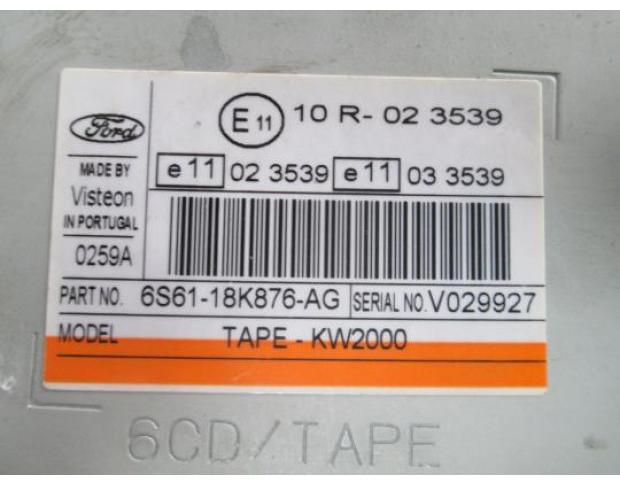 Ford
E 11 10 R- 02 3539
MADE BY
Visteon
IN PORTUGAL
0259A
e 11 02 3539 e 11 03 3539
PART NO. 6S61-18K876-AG SERIAL NO. V029927
MODEL TAPE - KW2000
6CD/TAPE